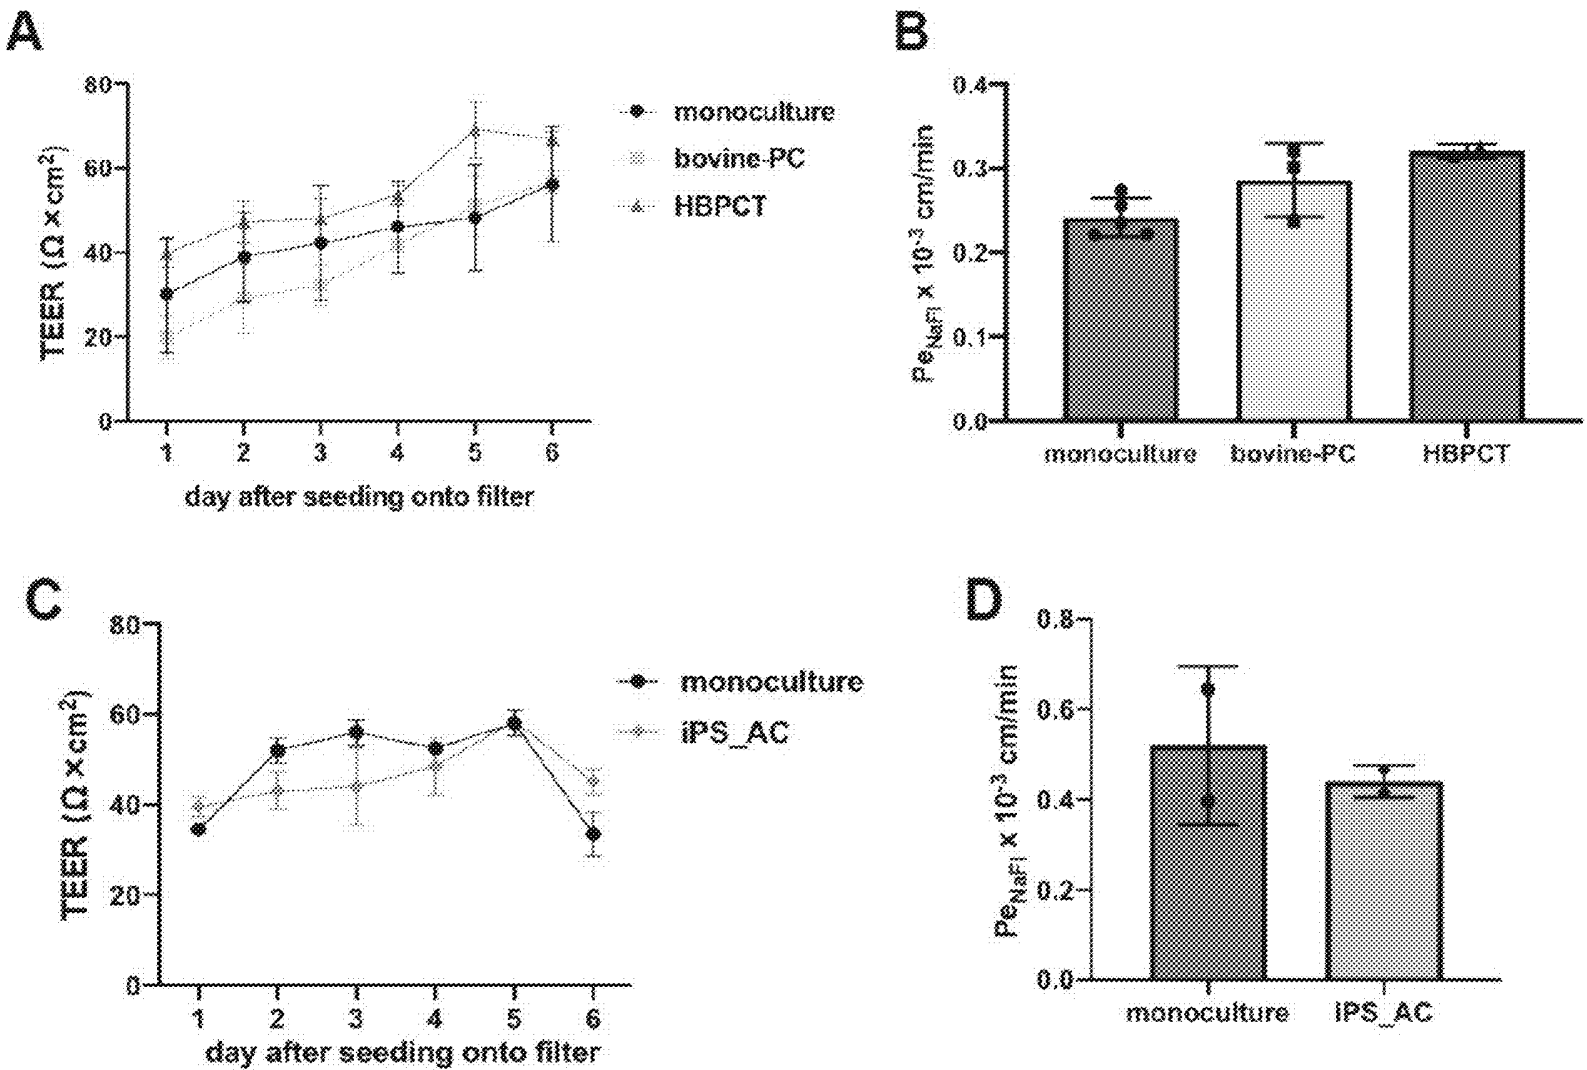 A
80
60
40
20
0
TEER (Ω × cm²)
1 2 3 4 5 6
day after seeding onto filter
monoculture
bovine-PC
HBPCT
B
0.4
0.3
0.2
0.1
0.0
Pe_NaFl x 10⁻³ cm/min
monoculture bovine-PC HBPCT
C
80
60
40
20
0
TEER (Ω × cm²)
1 2 3 4 5 6
day after seeding onto filter
monoculture
iPS_AC
D
0.8
0.6
0.4
0.2
0.0
Pe_NaFl x 10⁻³ cm/min
monoculture iPS_AC